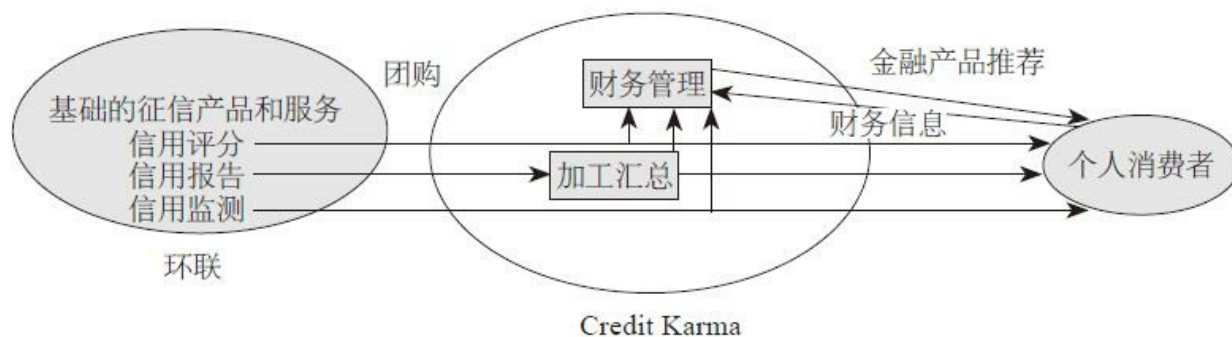 基础的征信产品和服务
信用评分
信用报告
信用监测
环联
团购
财务管理
加工汇总
Credit Karma
金融产品推荐
财务信息
个人消费者